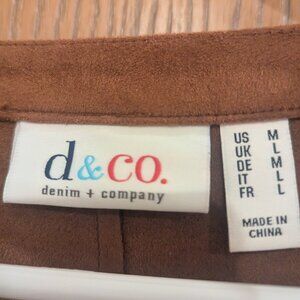 d&co.
denim + company
US M
UK L
DE L
IT L
FR L
MADE IN
CHINA